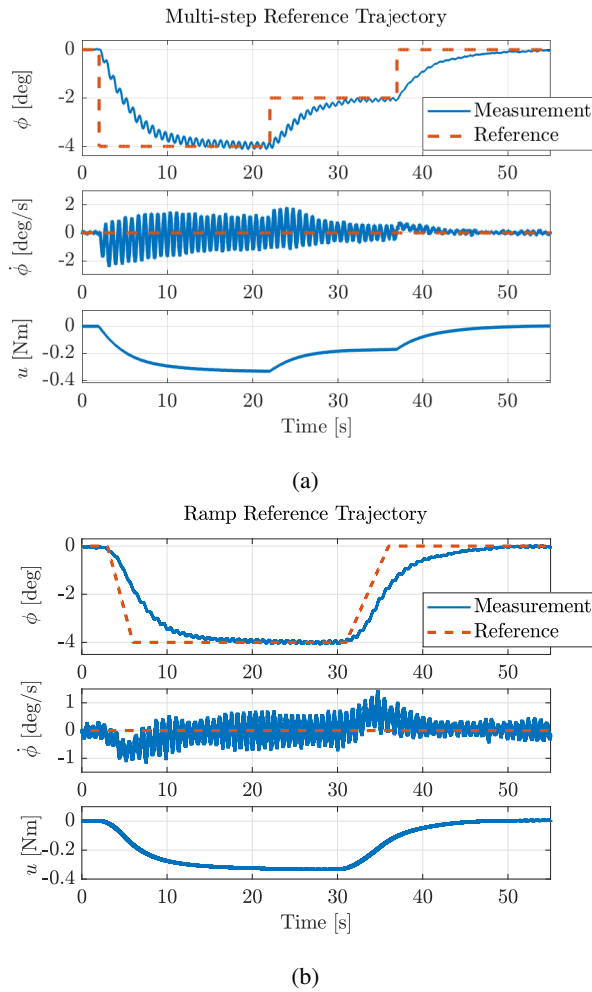 Multi-step Reference Trajectory
0
-2
-4
ϕ [deg]
Measurement
Reference
0 10 20 30 40 50
2
0
-2
ϕ̇ [deg/s]
0 10 20 30 40 50
0
-0.2
-0.4
u [Nm]
0 10 20 30 40 50
Time [s]
(a)
Ramp Reference Trajectory
0
-2
-4
ϕ [deg]
Measurement
Reference
0 10 20 30 40 50
1
0
-1
ϕ̇ [deg/s]
0 10 20 30 40 50
0
-0.2
-0.4
u [Nm]
0 10 20 30 40 50
Time [s]
(b)